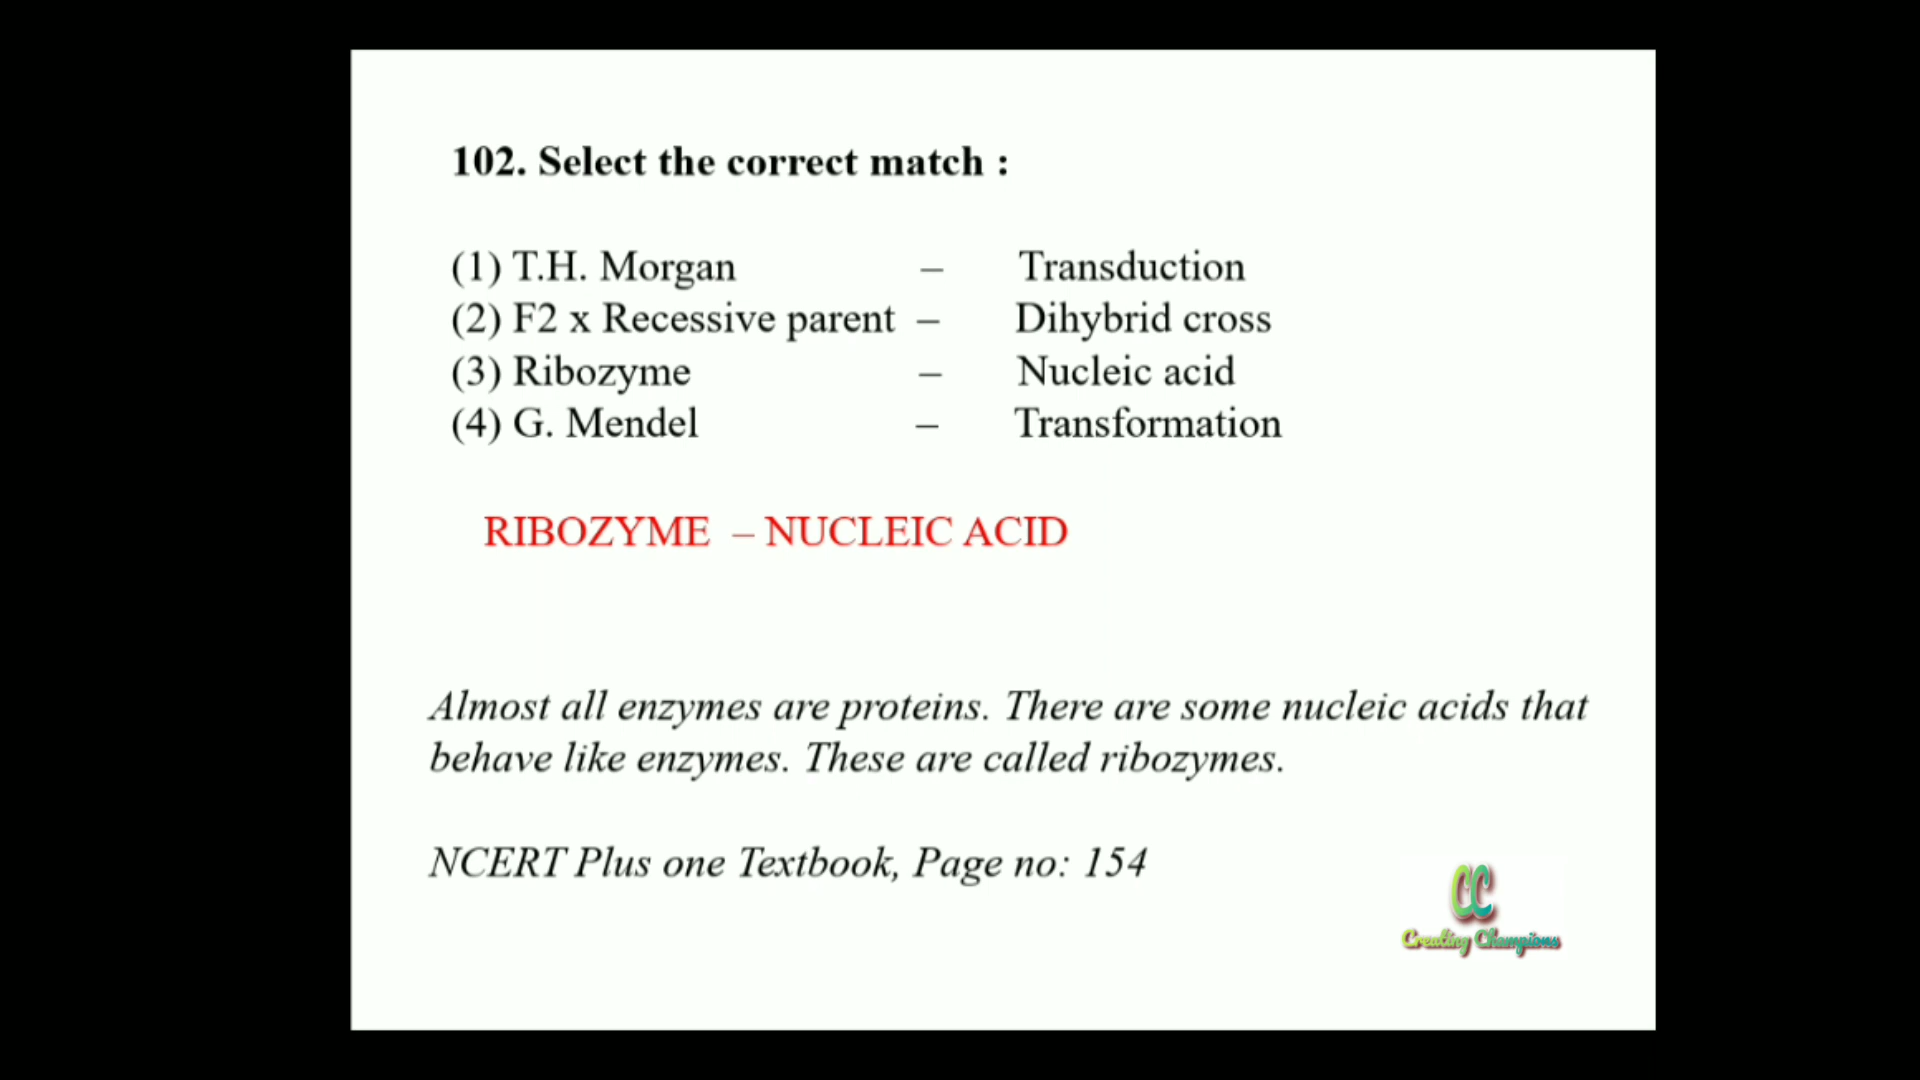 102. Select the correct match :
(1) T.H. Morgan – Transduction
(2) F2 x Recessive parent – Dihybrid cross
(3) Ribozyme – Nucleic acid
(4) G. Mendel – Transformation
RIBOZYME – NUCLEIC ACID
Almost all enzymes are proteins. There are some nucleic acids that
behave like enzymes. These are called ribozymes.
NCERT Plus one Textbook, Page no: 154
CC
Creating Champions